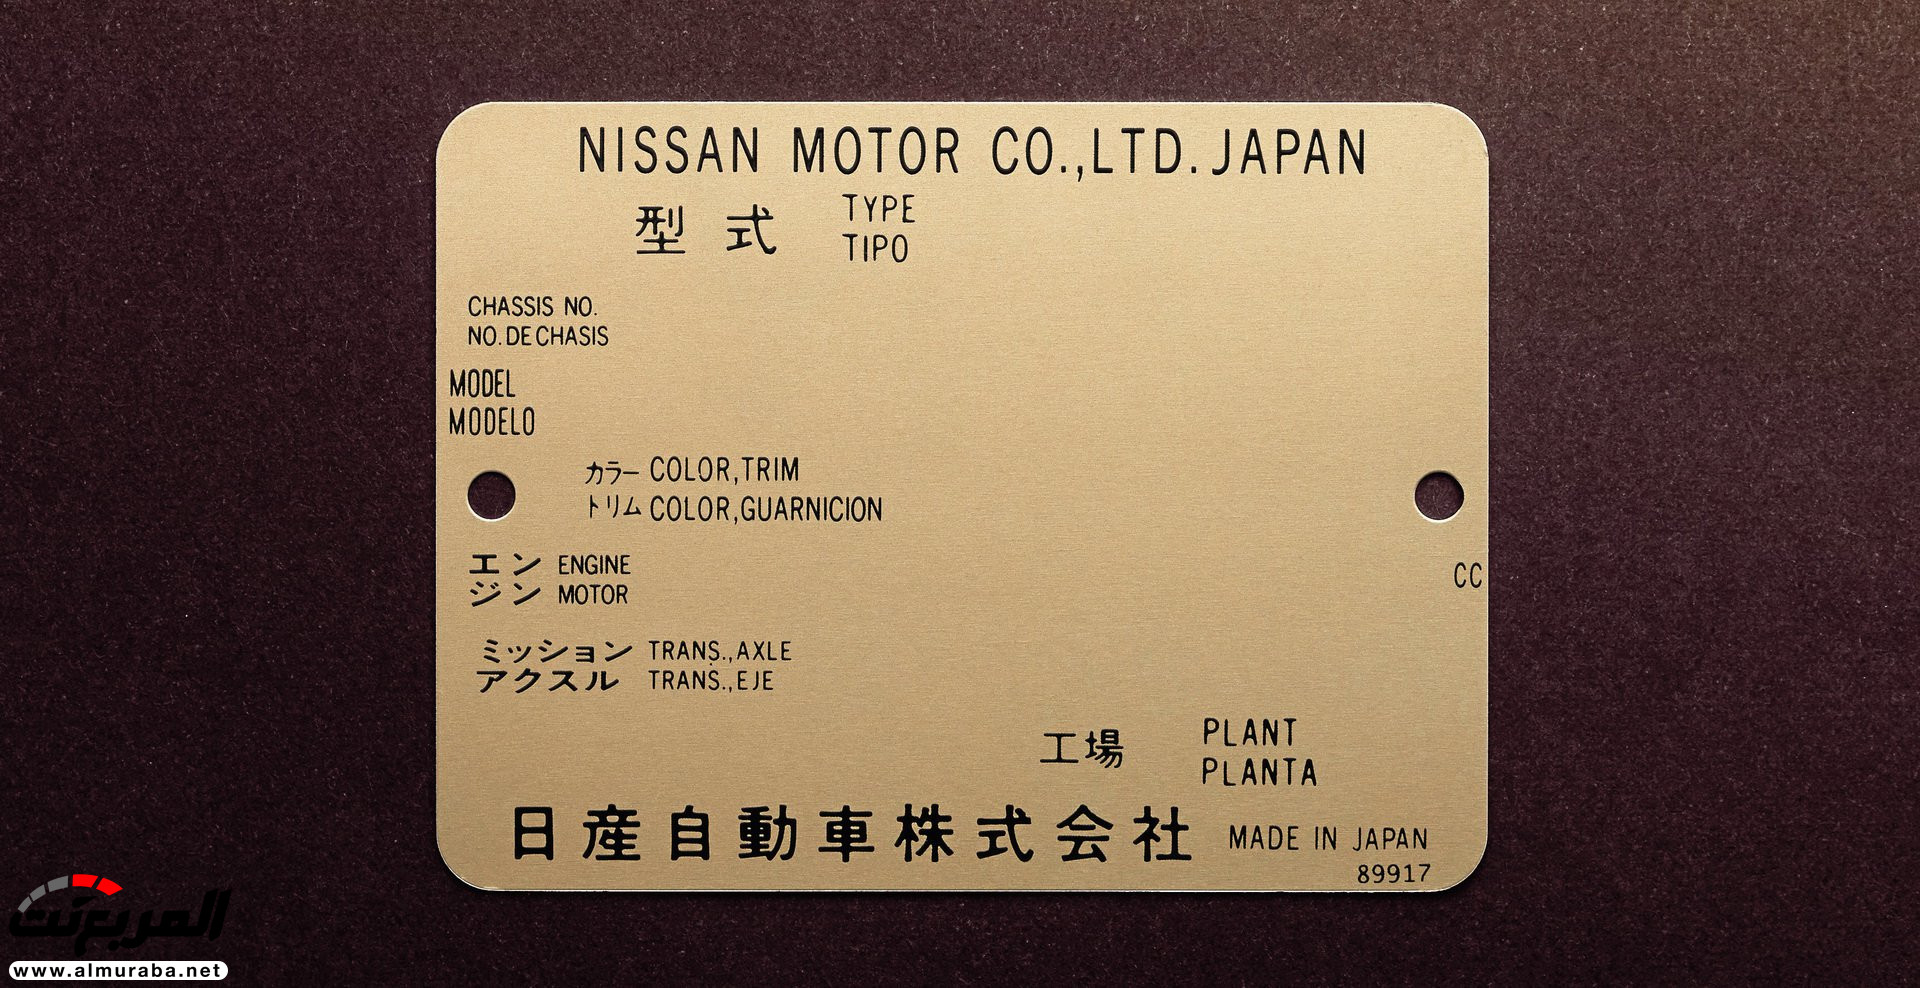 NISSAN MOTOR CO.,LTD. JAPAN
型式 TYPE
TIPO
CHASSIS NO.
NO. DE CHASIS
MODEL
MODELO
カラー COLOR,TRIM
トリム COLOR,GUARNICION
エン ENGINE
ジン MOTOR
CC
ミッション TRANS.,AXLE
アクスル TRANS.,EJE
工場 PLANT
PLANTA
日産自動車株式会社 MADE IN JAPAN
89917
المربع نت
www.almuraba.net